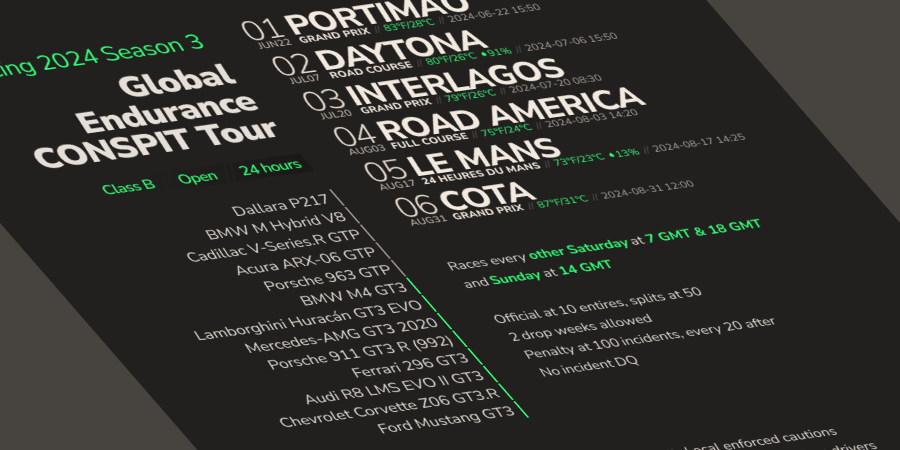 ing 2024 Season 3
Global
Endurance
CONSPIT Tour
Class B Open 24 hours
Dallara P217
BMW M Hybrid V8
Cadillac V-Series.R GTP
Acura ARX-06 GTP
Porsche 963 GTP
BMW M4 GT3
Lamborghini Huracán GT3 EVO
Mercedes-AMG GT3 2020
Porsche 911 GT3 R (992)
Ferrari 296 GT3
Audi R8 LMS EVO II GT3
Chevrolet Corvette Z06 GT3.R
Ford Mustang GT3
01 PORTIMAO
JUN22 GRAND PRIX // 83°F/28°C // 2024-06-22 15:50
02 DAYTONA
JUL07 ROAD COURSE // 80°F/26°C 91% // 2024-07-06 15:50
03 INTERLAGOS
JUL20 GRAND PRIX // 79°F/26°C // 2024-07-20 08:30
04 ROAD AMERICA
AUG03 FULL COURSE // 75°F/24°C // 2024-08-03 14:20
05 LE MANS
AUG17 24 HEURES DU MANS // 73°F/23°C 13% // 2024-08-17 14:25
06 COTA
AUG31 GRAND PRIX // 87°F/31°C // 2024-08-31 12:00
Races every other Saturday at 7 GMT & 18 GMT
and Sunday at 14 GMT
Official at 10 entires, splits at 50
2 drop weeks allowed
Penalty at 100 incidents, every 20 after
No incident DQ
Local enforced cautions
drivers